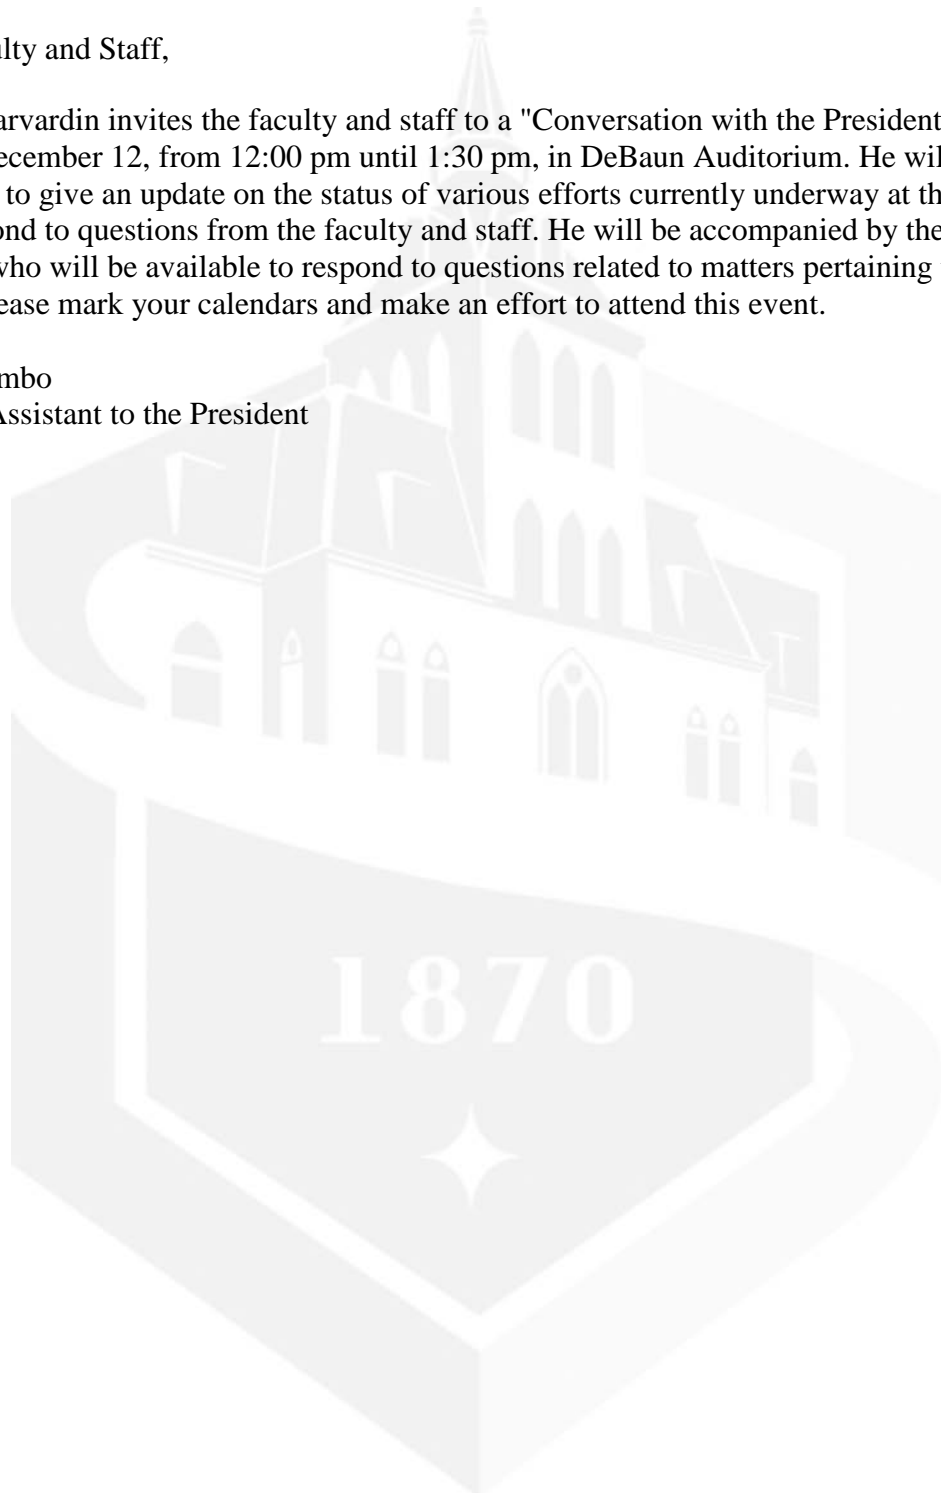 ulty and Staff,
arvardin invites the faculty and staff to a "Conversation with the President
ecember 12, from 12:00 pm until 1:30 pm, in DeBaun Auditorium. He wil
to give an update on the status of various efforts currently underway at th
ond to questions from the faculty and staff. He will be accompanied by the
who will be available to respond to questions related to matters pertaining
ease mark your calendars and make an effort to attend this event.
mbo
Assistant to the President
1870